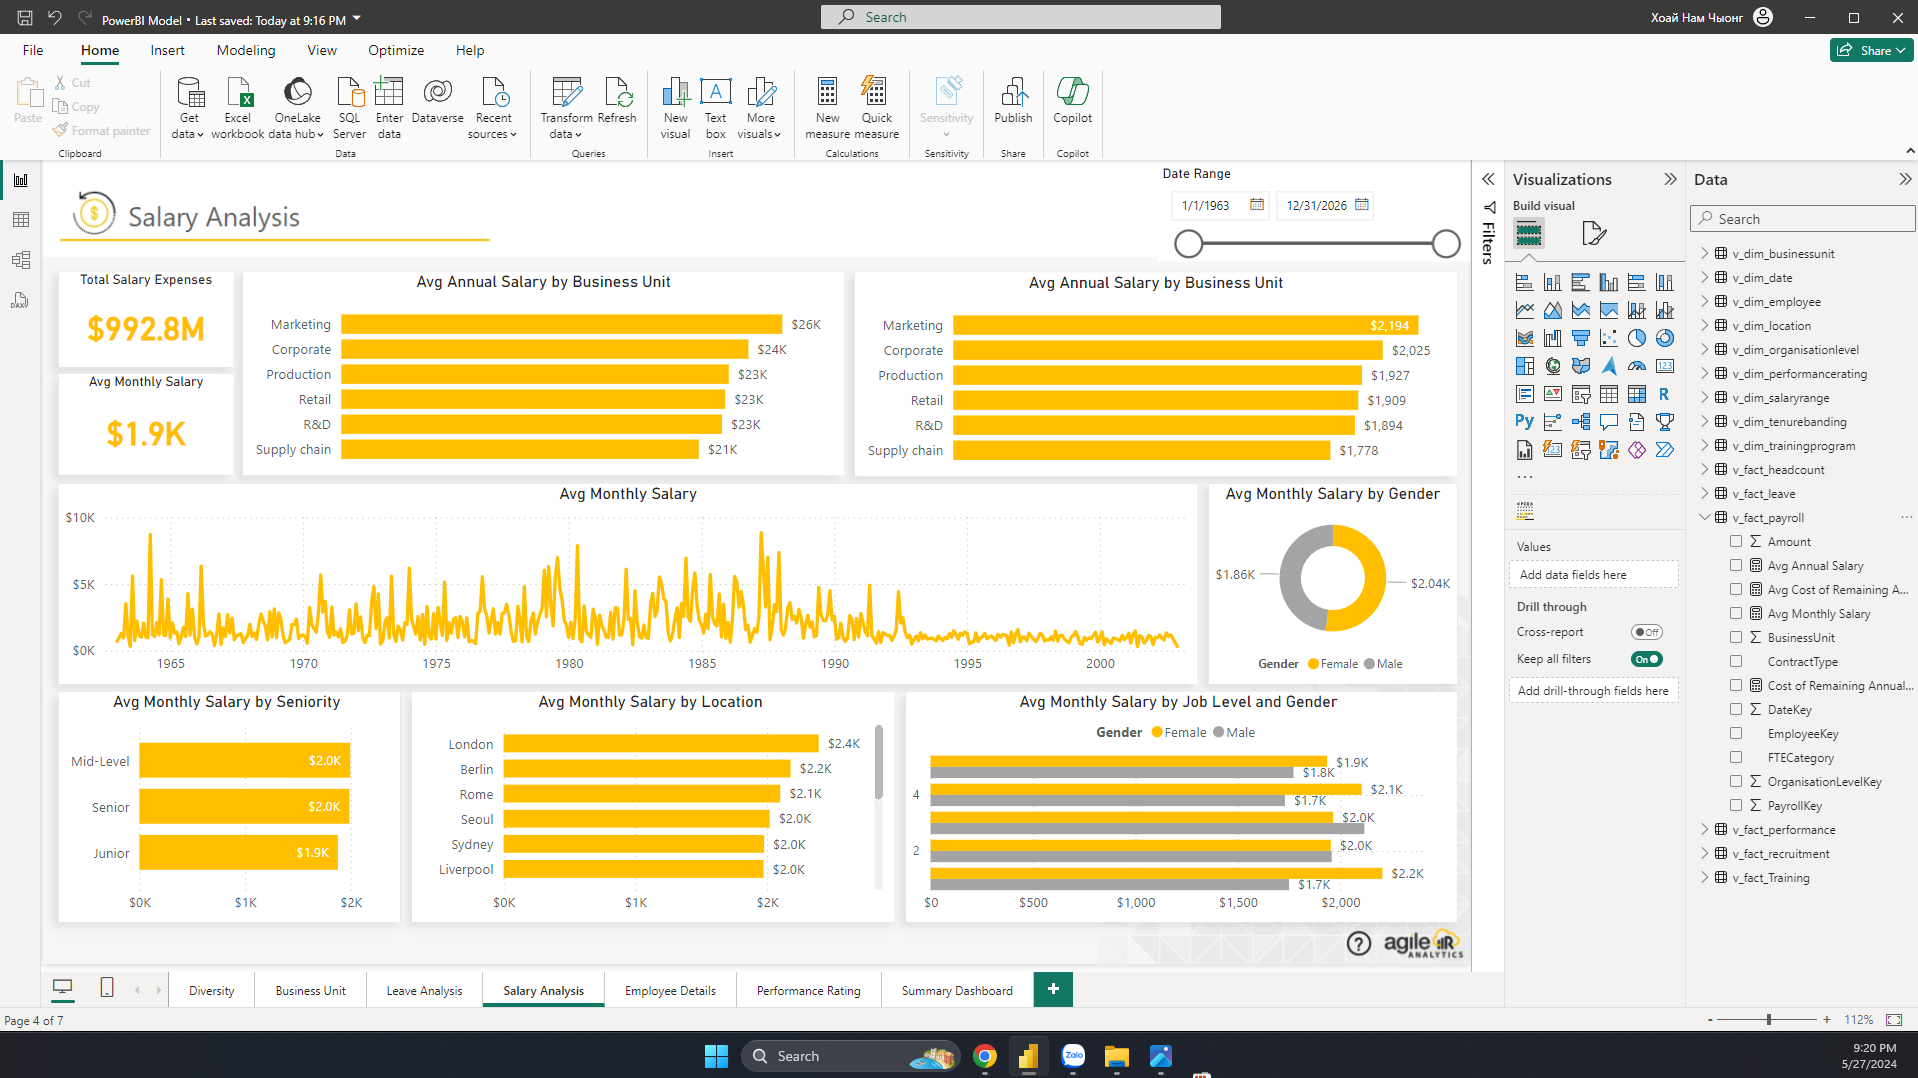 PowerBI Model • Last saved: Today at 9:16 PM
Search
Хоай Нам Чыонг
File
Home
Insert
Modeling
View
Optimize
Help
Share
Paste
Cut
Copy
Format painter
Clipboard
Get data
Excel workbook
OneLake data hub
SQL Server
Enter data
Dataverse
Recent sources
Data
Transform data
Refresh
Queries
New visual
Text box
More visuals
Insert
New measure
Quick measure
Calculations
Sensitivity
Sensitivity
Publish
Share
Copilot
Copilot
Salary Analysis
Date Range
1/1/1963
12/31/2026
Total Salary Expenses
$992.8M
Avg Monthly Salary
$1.9K
Avg Annual Salary by Business Unit
Marketing $26K
Corporate $24K
Production $23K
Retail $23K
R&D $23K
Supply chain $21K
Avg Annual Salary by Business Unit
Marketing $2,194
Corporate $2,025
Production $1,927
Retail $1,909
R&D $1,894
Supply chain $1,778
Avg Monthly Salary
$10K
$5K
$0K
1965 1970 1975 1980 1985 1990 1995 2000
Avg Monthly Salary by Gender
$1.86K
$2.04K
Gender Female Male
Avg Monthly Salary by Seniority
Mid-Level $2.0K
Senior $2.0K
Junior $1.9K
$0K $1K $2K
Avg Monthly Salary by Location
London $2.4K
Berlin $2.2K
Rome $2.1K
Seoul $2.0K
Sydney $2.0K
Liverpool $2.0K
$0K $1K $2K
Avg Monthly Salary by Job Level and Gender
Gender Female Male
$1.9K
$1.8K
4
$2.1K
$1.7K
$2.0K
2
$2.0K
$2.2K
$1.7K
$0 $500 $1,000 $1,500 $2,000
?
agile HR
ANALYTICS
Filters
Visualizations
Build visual
123
R
Py
123
...
Values
Add data fields here
Drill through
Cross-report
Off
Keep all filters
On
Add drill-through fields here
Data
Search
v_dim_businessunit
v_dim_date
v_dim_employee
v_dim_location
v_dim_organisationlevel
v_dim_performancerating
v_dim_salaryrange
v_dim_tenurebanding
v_dim_trainingprogram
v_fact_headcount
v_fact_leave
v_fact_payroll
...
Amount
Avg Annual Salary
Avg Cost of Remaining A...
Avg Monthly Salary
BusinessUnit
ContractType
Cost of Remaining Annual...
DateKey
EmployeeKey
FTECategory
OrganisationLevelKey
PayrollKey
v_fact_performance
v_fact_recruitment
v_fact_Training
Diversity
Business Unit
Leave Analysis
Salary Analysis
Employee Details
Performance Rating
Summary Dashboard
+
Page 4 of 7
- + 112%
Search
Zalo
9:20 PM
5/27/2024